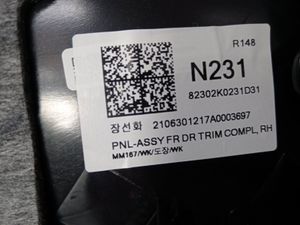 R148
N231
82302K0231D31
장선화 2106301217A0003697
PNL-ASSY FR DR TRIM COMPL, RH
MM167/WK/도장/WK